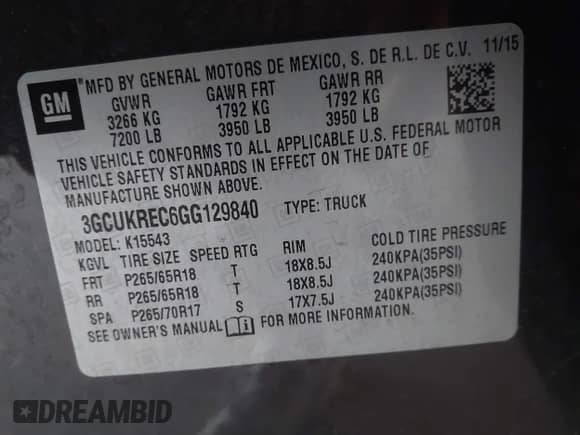 GM
MFD BY GENERAL MOTORS DE MEXICO, S. DE R.L. DE C.V. 11/15
GVWR GAWR FRT GAWR RR
3266 KG 1792 KG 1792 KG
7200 LB 3950 LB 3950 LB
THIS VEHICLE CONFORMS TO ALL APPLICABLE U.S. FEDERAL MOTOR
VEHICLE SAFETY STANDARDS IN EFFECT ON THE DATE OF
MANUFACTURE SHOWN ABOVE.
3GCUKREC6GG129840 TYPE: TRUCK
MODEL: K15543
KGVL TIRE SIZE SPEED RTG RIM COLD TIRE PRESSURE
FRT P265/65R18 T 18X8.5J 240KPA(35PSI)
RR P265/65R18 T 18X8.5J 240KPA(35PSI)
SPA P265/70R17 S 17X7.5J 240KPA(35PSI)
SEE OWNER'S MANUAL FOR MORE INFORMATION.
DREAMBID